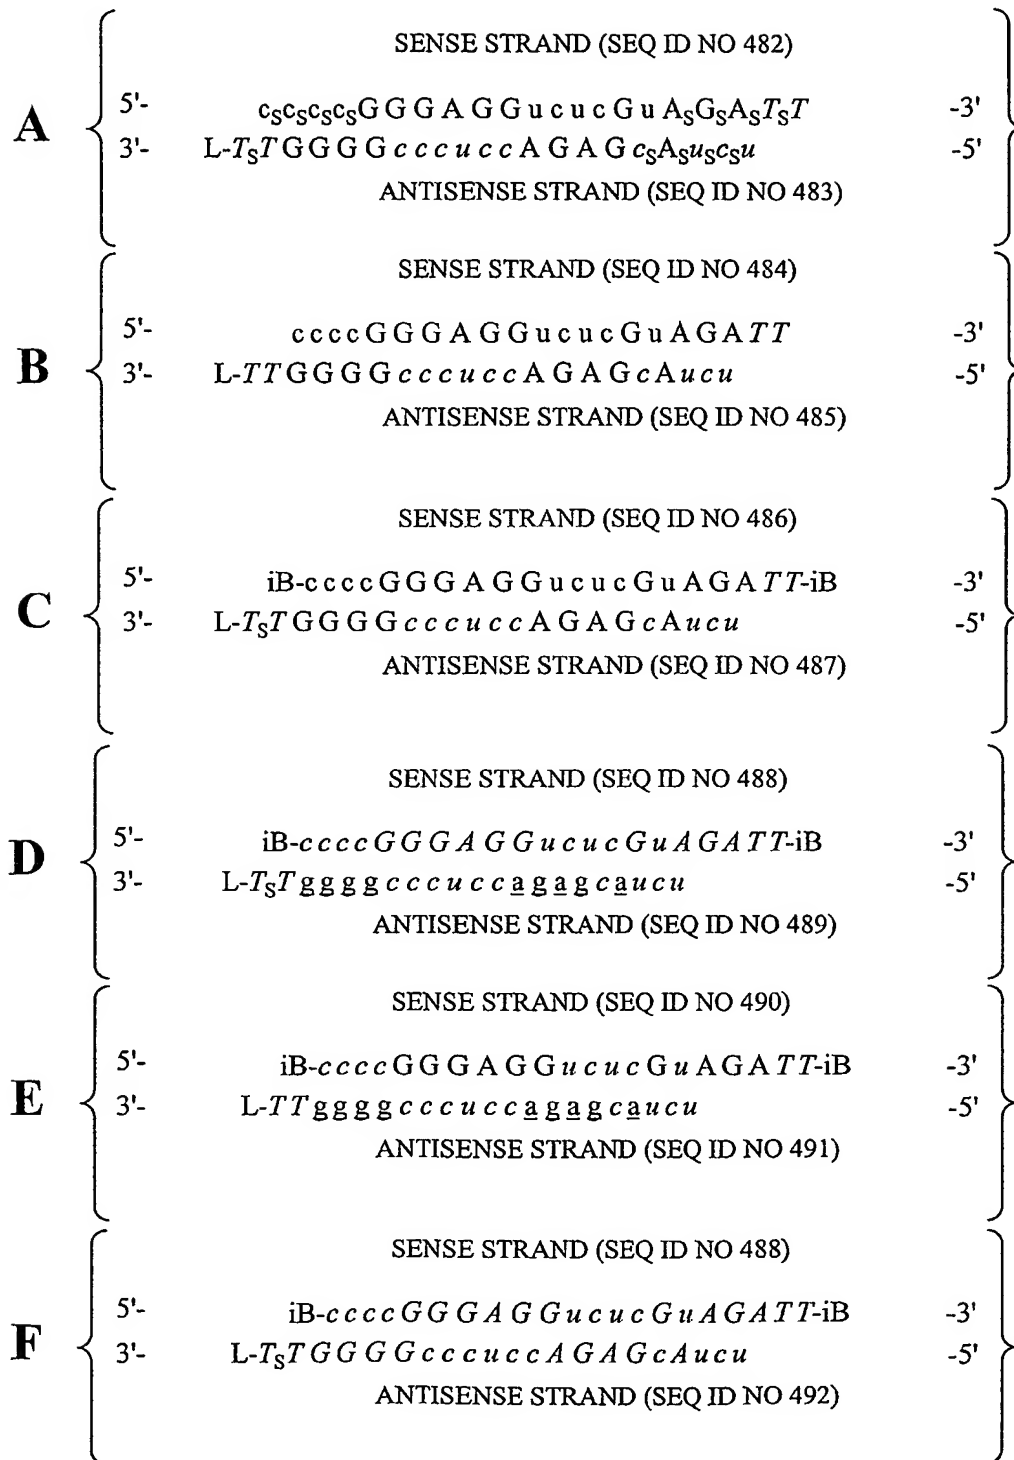 SENSE STRAND (SEQ ID NO 482)
A
5'- cScScScSGGGAGGucucGuASGSASTST -3'
3'- L-TSTGGGGcccuccAGAGcSASuScSu -5'
ANTISENSE STRAND (SEQ ID NO 483)
SENSE STRAND (SEQ ID NO 484)
B
5'- ccccGGGAGGucucGuAGATT -3'
3'- L-TTGGGGcccuccAGAGcAucu -5'
ANTISENSE STRAND (SEQ ID NO 485)
SENSE STRAND (SEQ ID NO 486)
C
5'- iB-ccccGGGAGGucucGuAGATT-iB -3'
3'- L-TSTGGGGcccuccAGAGcAucu -5'
ANTISENSE STRAND (SEQ ID NO 487)
SENSE STRAND (SEQ ID NO 488)
D
5'- iB-ccccGGGAGGucucGuAGATT-iB -3'
3'- L-TSTggggcccuccagagcaucu -5'
ANTISENSE STRAND (SEQ ID NO 489)
SENSE STRAND (SEQ ID NO 490)
E
5'- iB-ccccGGGAGGucucGuAGATT-iB -3'
3'- L-TTggggcccuccagagcaucu -5'
ANTISENSE STRAND (SEQ ID NO 491)
SENSE STRAND (SEQ ID NO 488)
F
5'- iB-ccccGGGAGGucucGuAGATT-iB -3'
3'- L-TSTGGGGcccuccAGAGcAucu -5'
ANTISENSE STRAND (SEQ ID NO 492)